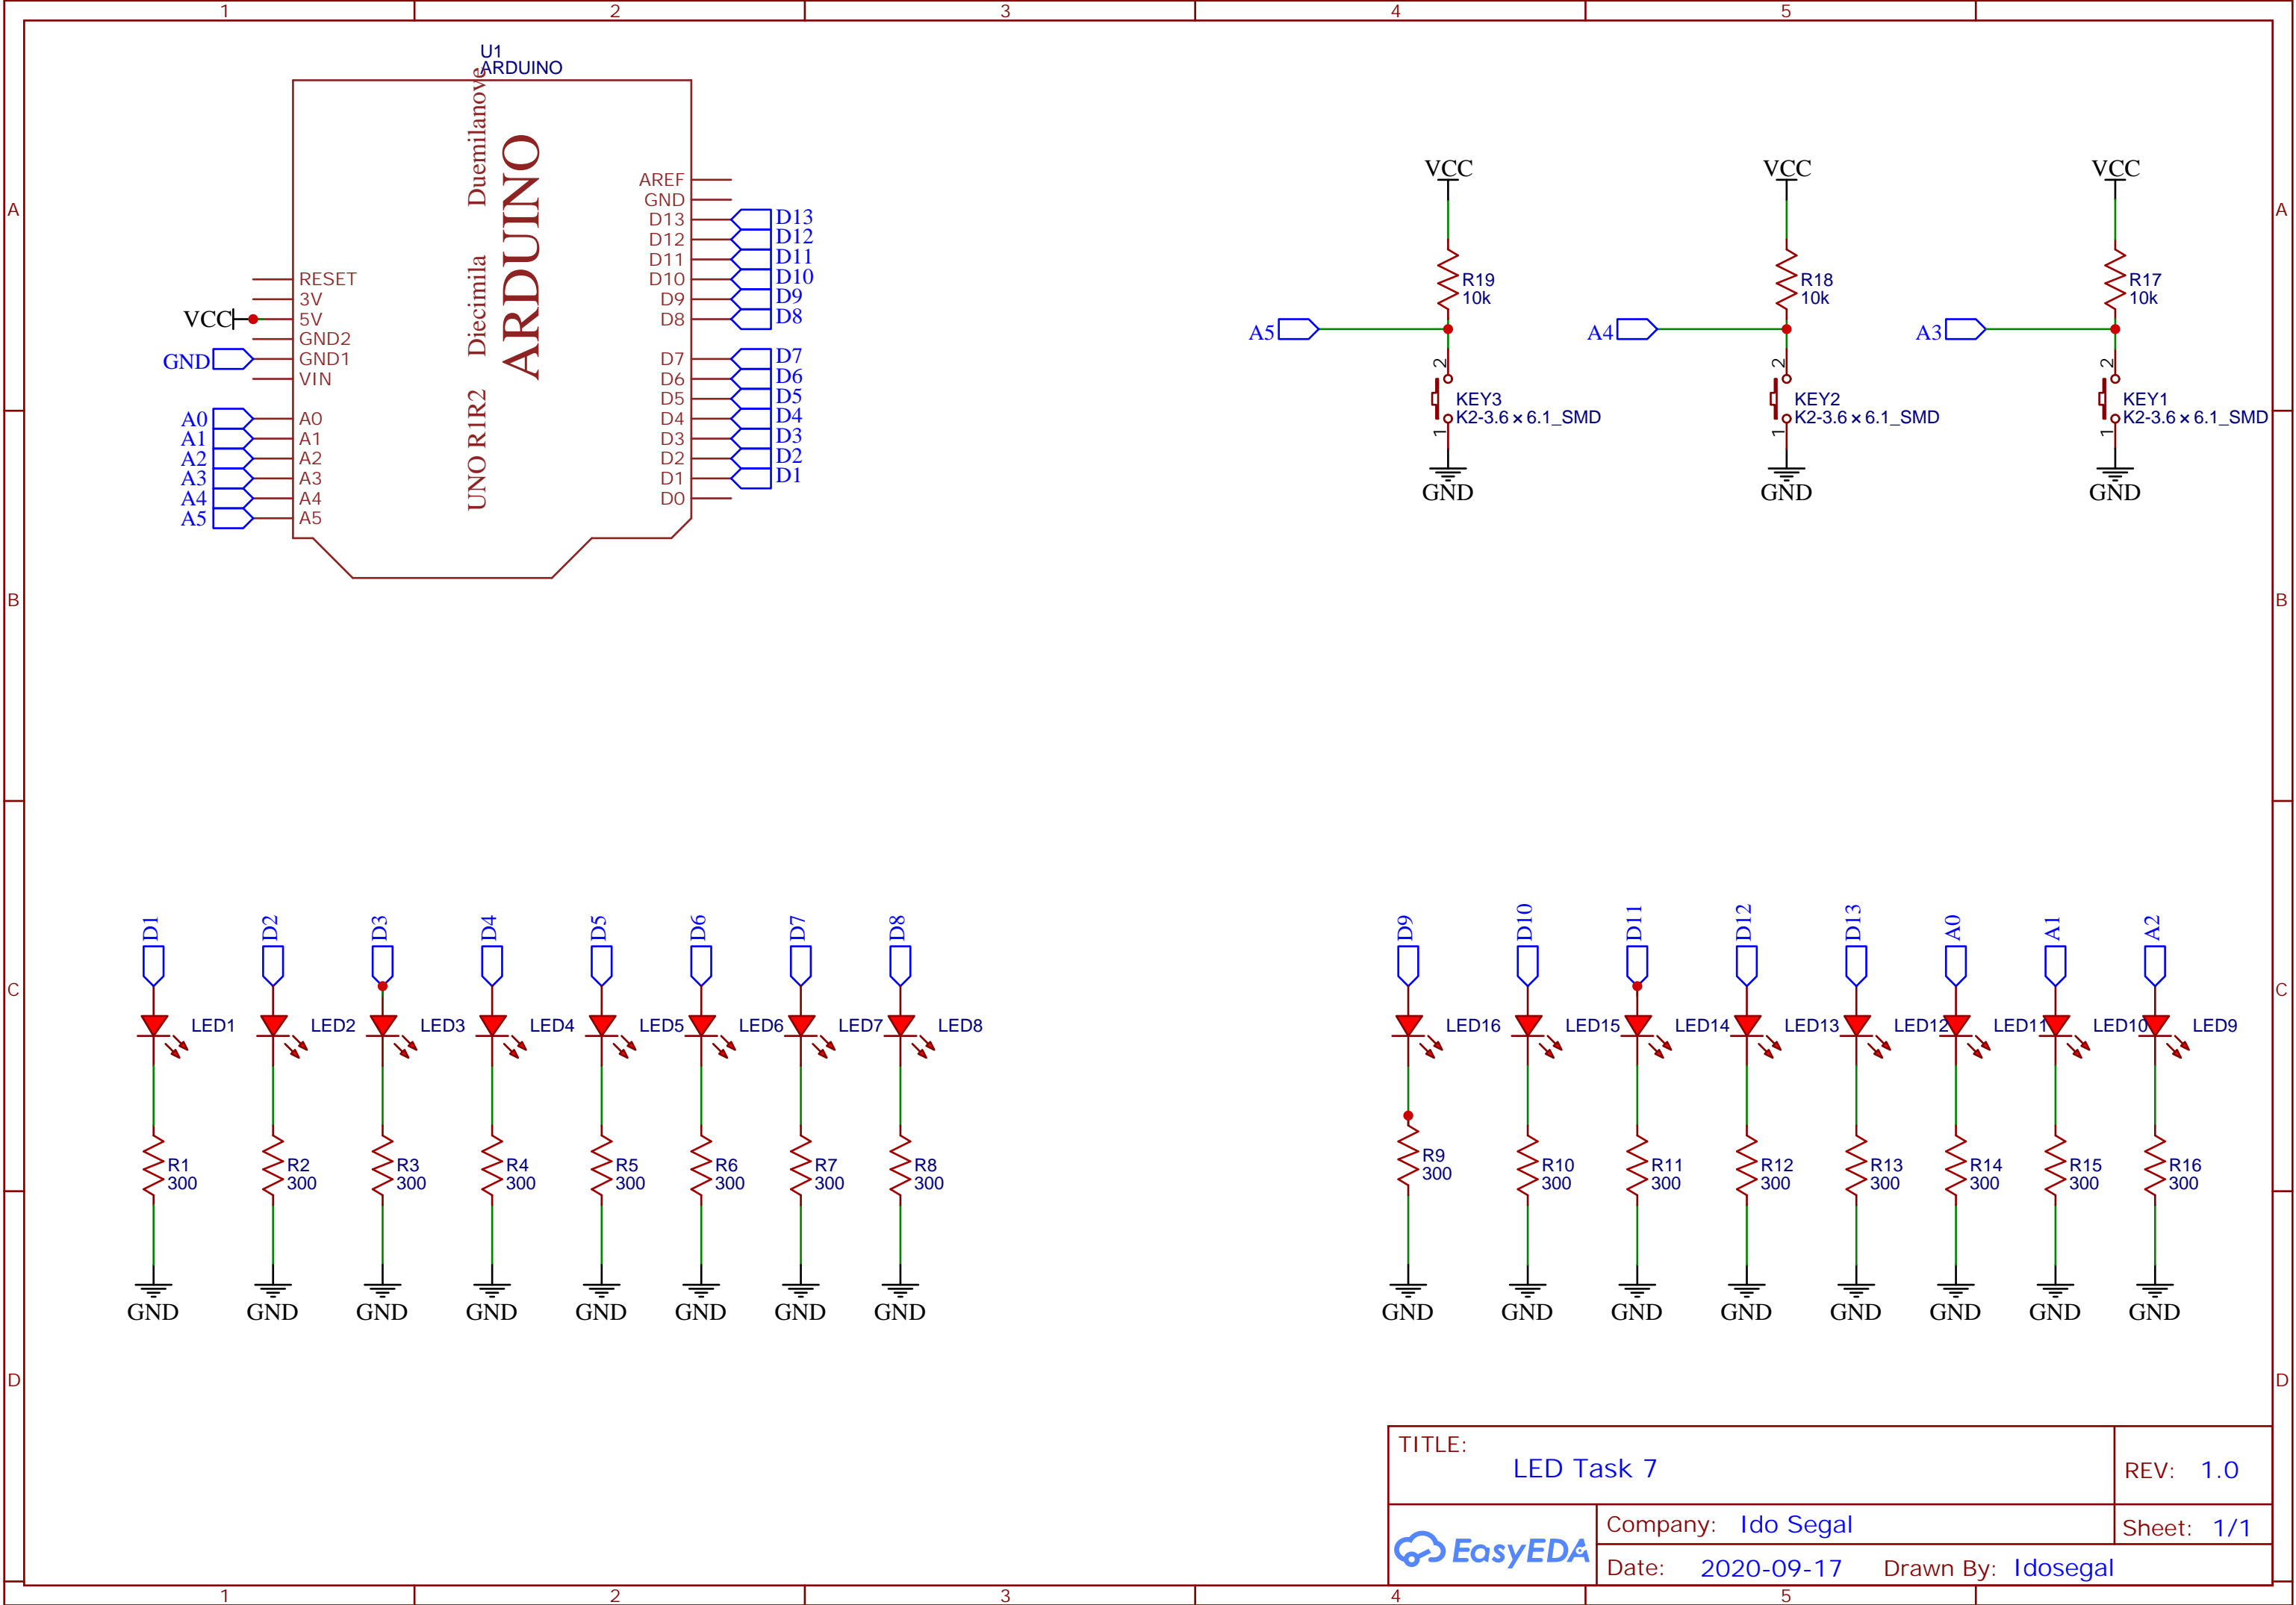 1 2 3 4 5
U1
ARDUINO
UNO R1R2 Diecimila Duemilanove
ARDUINO
RESET
3V
5V
GND2
GND1
VIN
A0
A1
A2
A3
A4
A5
VCC
GND
A0
A1
A2
A3
A4
A5
AREF
GND
D13
D12
D11
D10
D9
D8
D7
D6
D5
D4
D3
D2
D1
D0
D13
D12
D11
D10
D9
D8
D7
D6
D5
D4
D3
D2
D1
VCC
R19
10k
A5
2
KEY3
K2-3.6×6.1_SMD
1
GND
VCC
R18
10k
A4
2
KEY2
K2-3.6×6.1_SMD
1
GND
VCC
R17
10k
A3
2
KEY1
K2-3.6×6.1_SMD
1
GND
A A
B B
C C
D D
D1 D2 D3 D4 D5 D6 D7 D8
LED1 LED2 LED3 LED4 LED5 LED6 LED7 LED8
R1 R2 R3 R4 R5 R6 R7 R8
300 300 300 300 300 300 300 300
GND GND GND GND GND GND GND GND
D9 D10 D11 D12 D13 A0 A1 A2
LED16 LED15 LED14 LED13 LED12 LED11 LED10 LED9
R9 R10 R11 R12 R13 R14 R15 R16
300 300 300 300 300 300 300 300
GND GND GND GND GND GND GND GND
TITLE:
LED Task 7
REV: 1.0
EasyEDA
Company: Ido Segal
Sheet: 1/1
Date: 2020-09-17 Drawn By: Idosegal
1 2 3 4 5